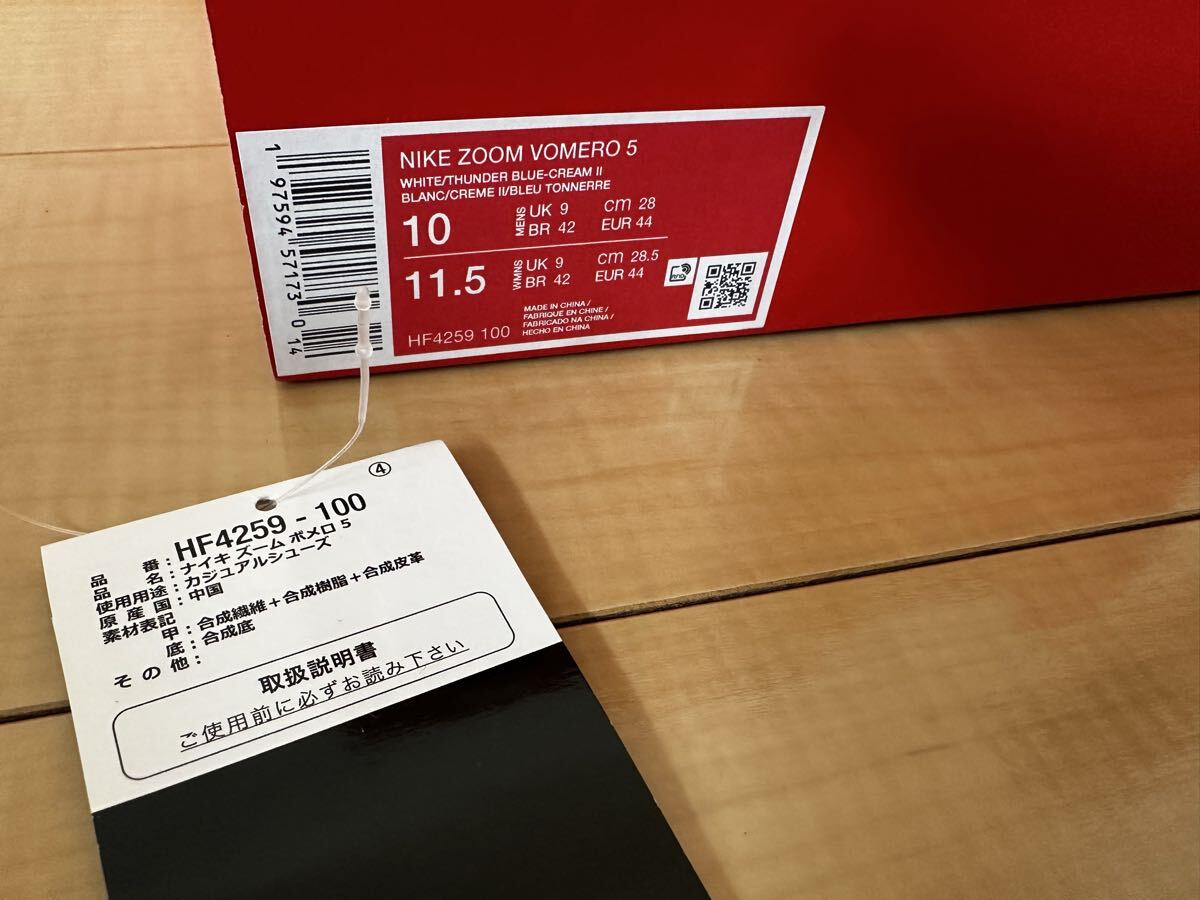 NIKE ZOOM VOMERO 5
WHITE/THUNDER BLUE-CREAM II
BLANC/CREME II/BLEU TONNERRE
10 MENS UK 9 cm 28
BR 42 EUR 44
11.5 WMNS UK 9 cm 28.5
BR 42 EUR 44
MADE IN CHINA /
FABRIQUE EN CHINE /
FABRICADO NA CHINA /
HECHO EN CHINA
HF4259 100
1 97594 57173 0 14
④
品番:HF4259-100
品名:ナイキ ズーム ボメロ 5
使用用途:カジュアルシューズ
原産国:中国
素材表記
甲:合成繊維+合成樹脂+合成皮革
底:合成底
その他:
取扱説明書
ご使用前に必ずお読み下さい